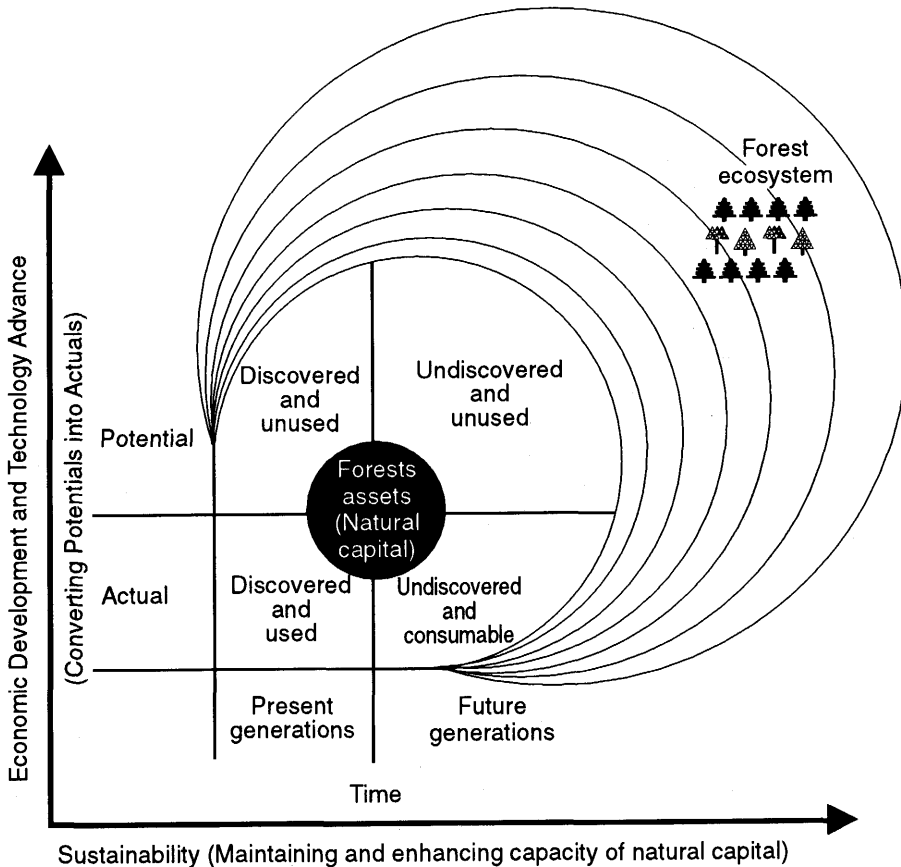 Forest
ecosystem
Economic Development and Technology Advance
(Converting Potentials into Actuals)
Discovered
and
unused
Undiscovered
and
unused
Potential
Forests
assets
(Natural
capital)
Actual
Discovered
and
used
Undiscovered
and
consumable
Present
generations
Future
generations
Time
Sustainability (Maintaining and enhancing capacity of natural capital)